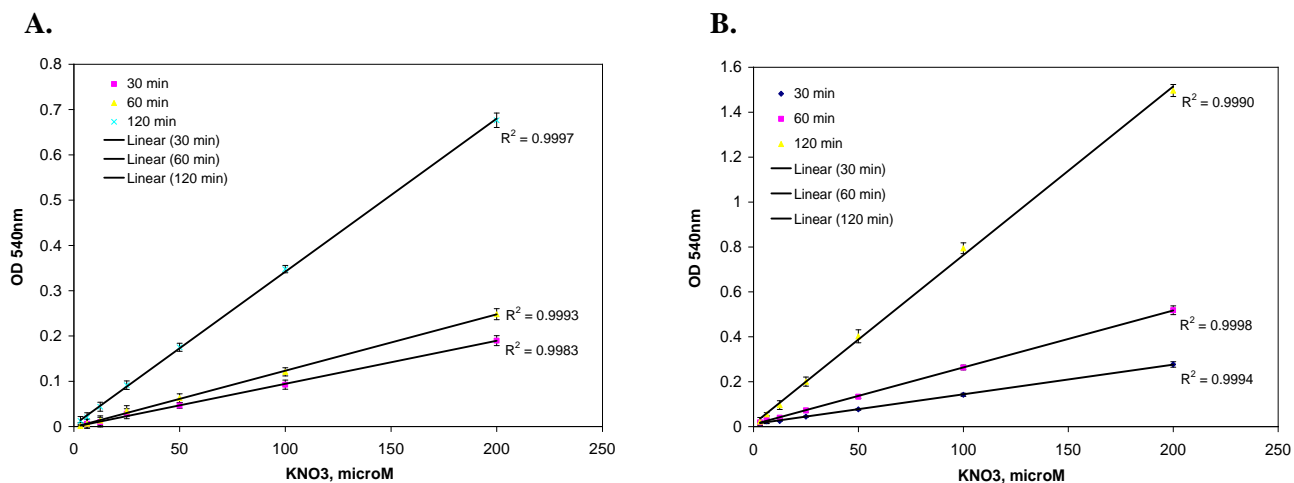 A.
0.8
0.7
0.6
0.5
0.4
0.3
0.2
0.1
0
OD 540nm
30 min
60 min
120 min
Linear (30 min)
Linear (60 min)
Linear (120 min)
R² = 0.9997
R² = 0.9993
R² = 0.9983
0 50 100 150 200 250
KNO3, microM
B.
1.6
1.4
1.2
1
0.8
0.6
0.4
0.2
0
OD 540nm
30 min
60 min
120 min
Linear (30 min)
Linear (60 min)
Linear (120 min)
R² = 0.9990
R² = 0.9998
R² = 0.9994
0 50 100 150 200 250
KNO3, microM